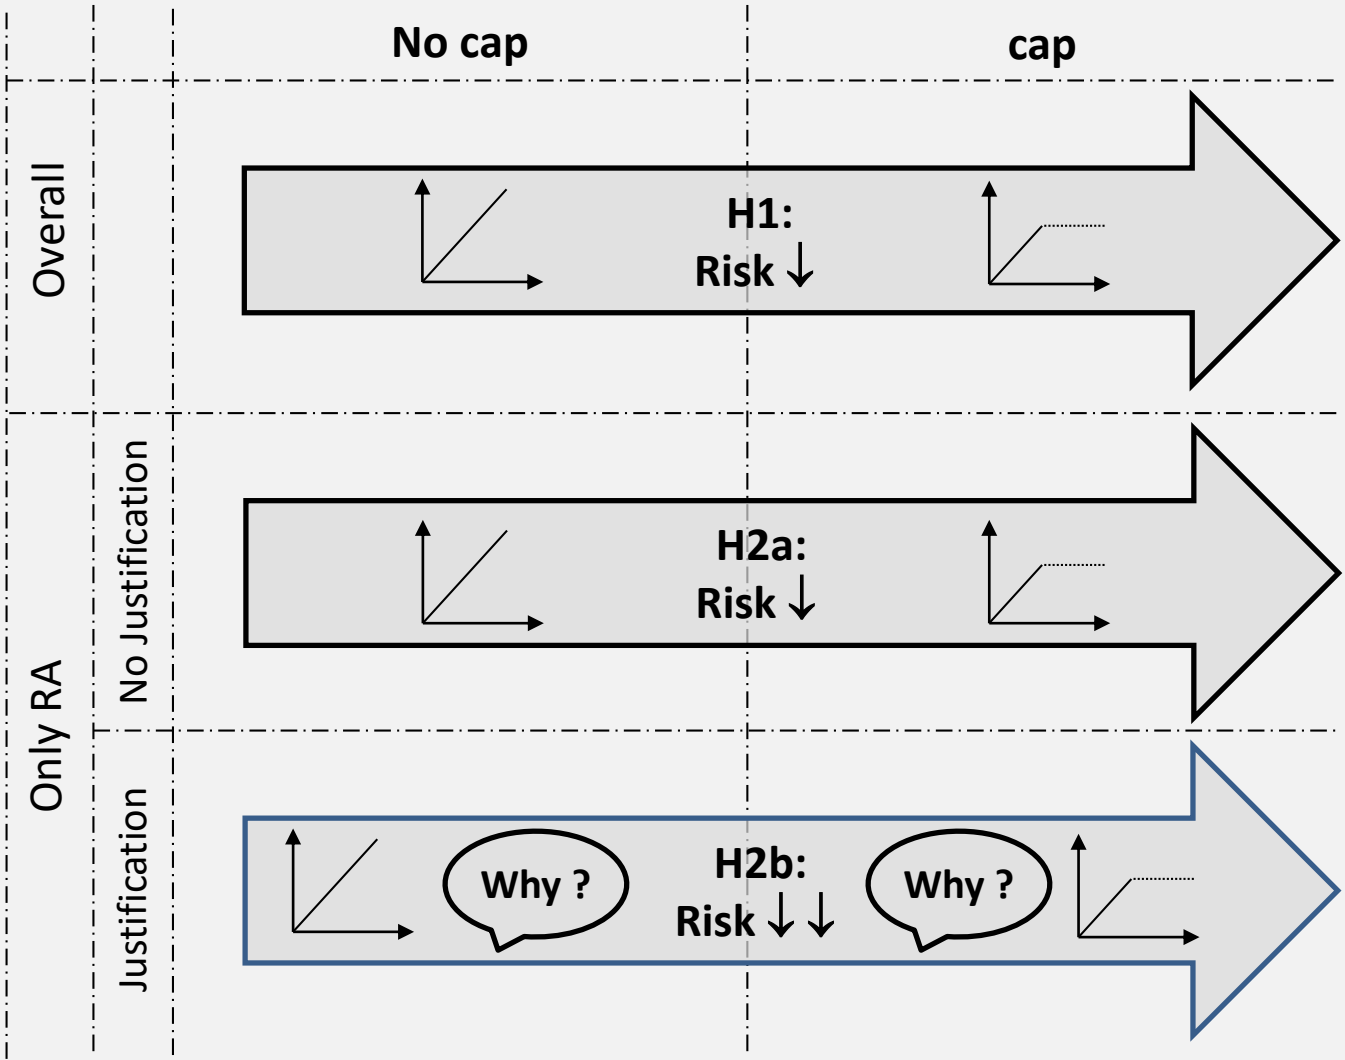 No cap
cap
Overall
H1:
Risk ↓
Only RA
No Justification
H2a:
Risk ↓
Justification
Why ?
H2b:
Risk ↓ ↓
Why ?